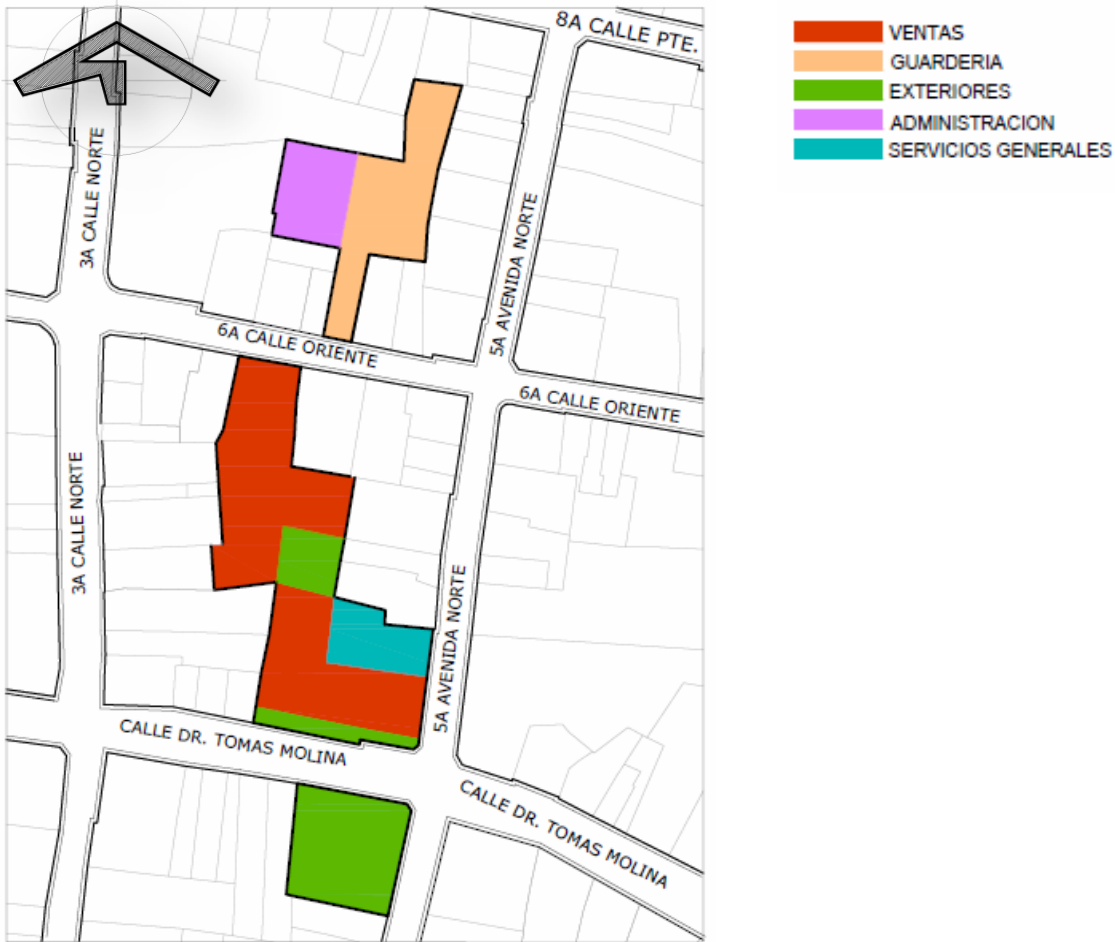 8A CALLE PTE.
VENTAS
GUARDERIA
EXTERIORES
ADMINISTRACION
SERVICIOS GENERALES
3A CALLE NORTE
5A AVENIDA NORTE
6A CALLE ORIENTE
6A CALLE ORIENTE
3A CALLE NORTE
5A AVENIDA NORTE
CALLE DR. TOMAS MOLINA
CALLE DR. TOMAS MOLINA